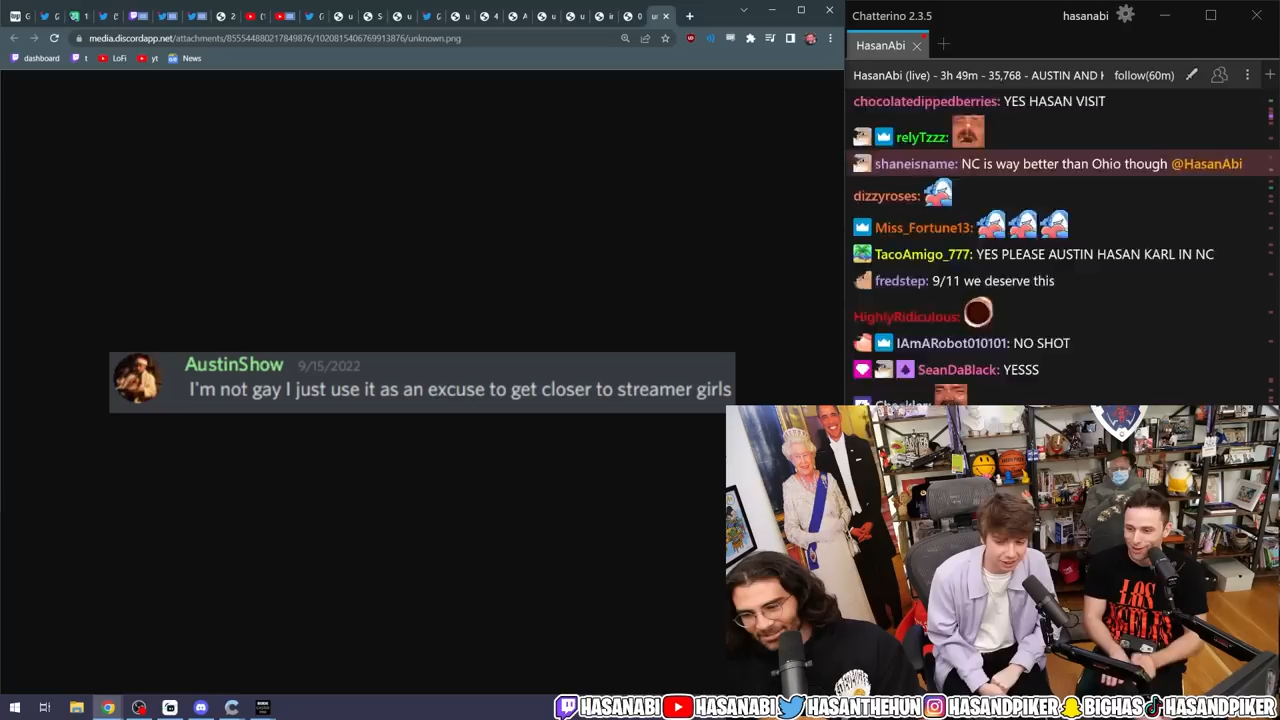 Chatterino 2.3.5
hasanabi
media.discordapp.net/attachments/855544880217849876/1020815406769913876/unknown.png
dashboard
t
LoFi
yt
News
HasanAbi
HasanAbi (live) - 3h 49m - 35,768 - AUSTIN AND
follow(60m)
chocolatedippedberries: YES HASAN VISIT
relyTzzz:
shaneisname: NC is way better than Ohio though @HasanAbi
dizzyroses:
Miss_Fortune13:
TacoAmigo_777: YES PLEASE AUSTIN HASAN KARL IN NC
fredstep: 9/11 we deserve this
HighlyRidiculous:
IAmARobot010101: NO SHOT
SeanDaBlack: YESSS
AustinShow 9/15/2022
I'm not gay I just use it as an excuse to get closer to streamer girls
LOS
HASANABI
HASANABI
HASANTHEHUN
HASANDPIKER
BIGHAS
HASANDPIKER